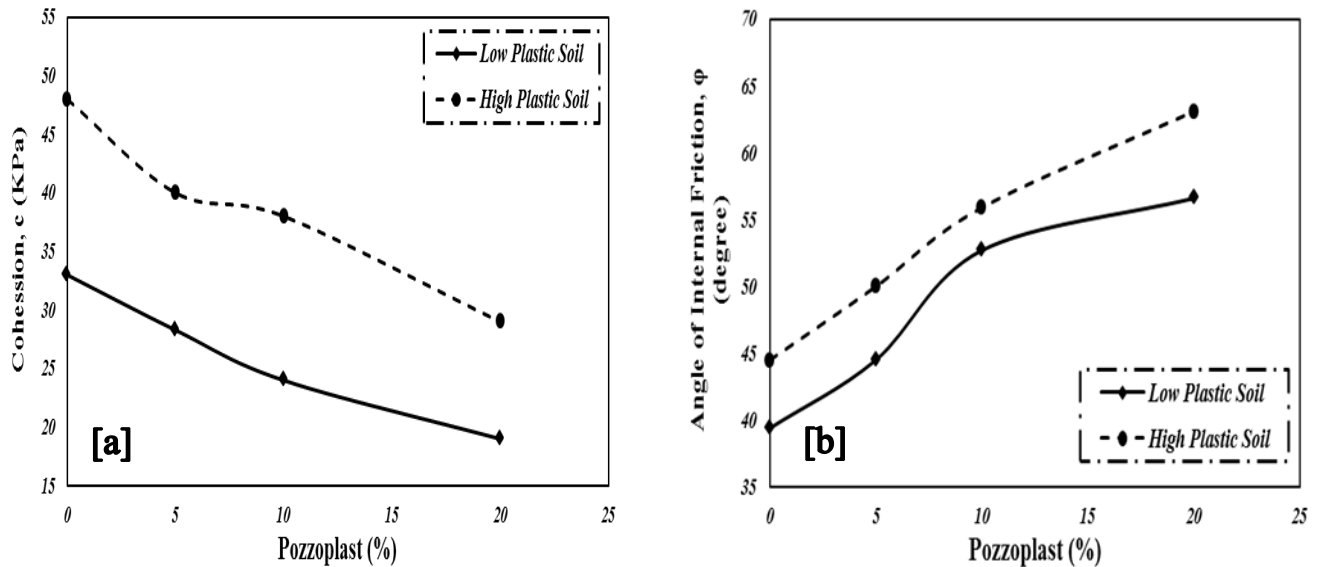 55
50
45
40
35
30
25
20
15
Cohession, c (KPa)
Low Plastic Soil
High Plastic Soil
[a]
0 5 10 15 20 25
Pozzoplast (%)
70
65
60
55
50
45
40
35
Angle of Internal Friction, φ
(degree)
Low Plastic Soil
High Plastic Soil
[b]
0 5 10 15 20 25
Pozzoplast (%)